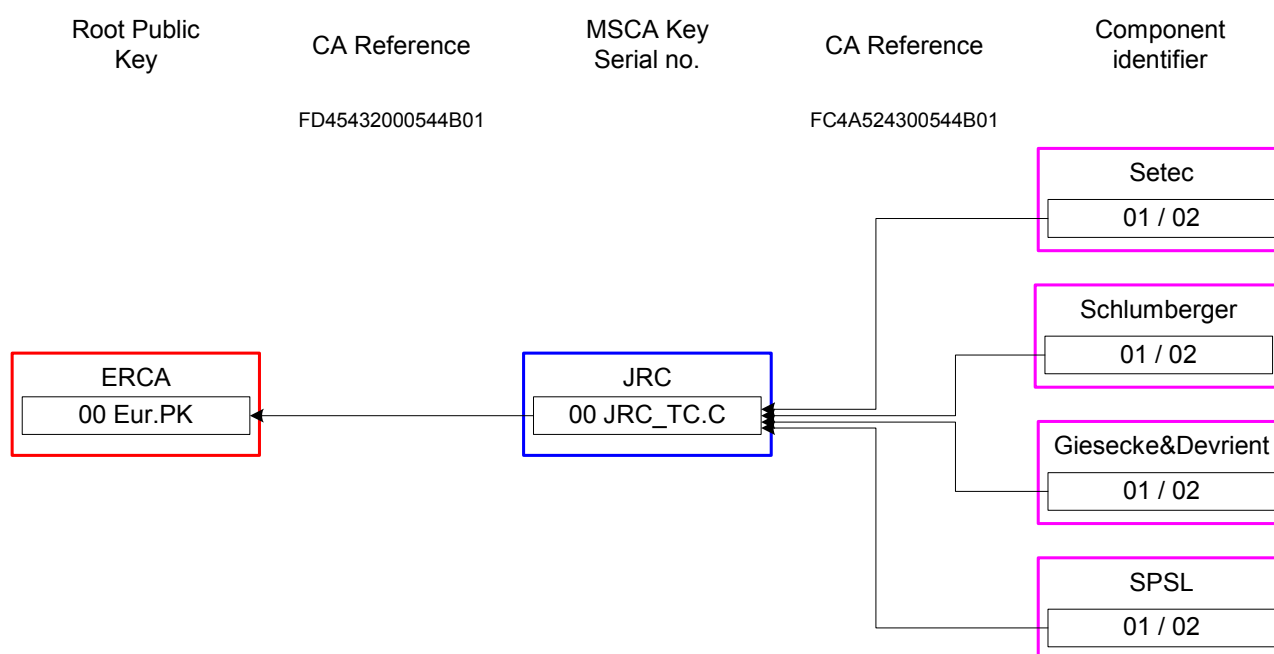 Root Public
Key
CA Reference
MSCA Key
Serial no.
CA Reference
Component
identifier
FD45432000544B01
FC4A524300544B01
Setec
01 / 02
Schlumberger
01 / 02
ERCA
00 Eur.PK
JRC
00 JRC_TC.C
Giesecke&Devrient
01 / 02
SPSL
01 / 02